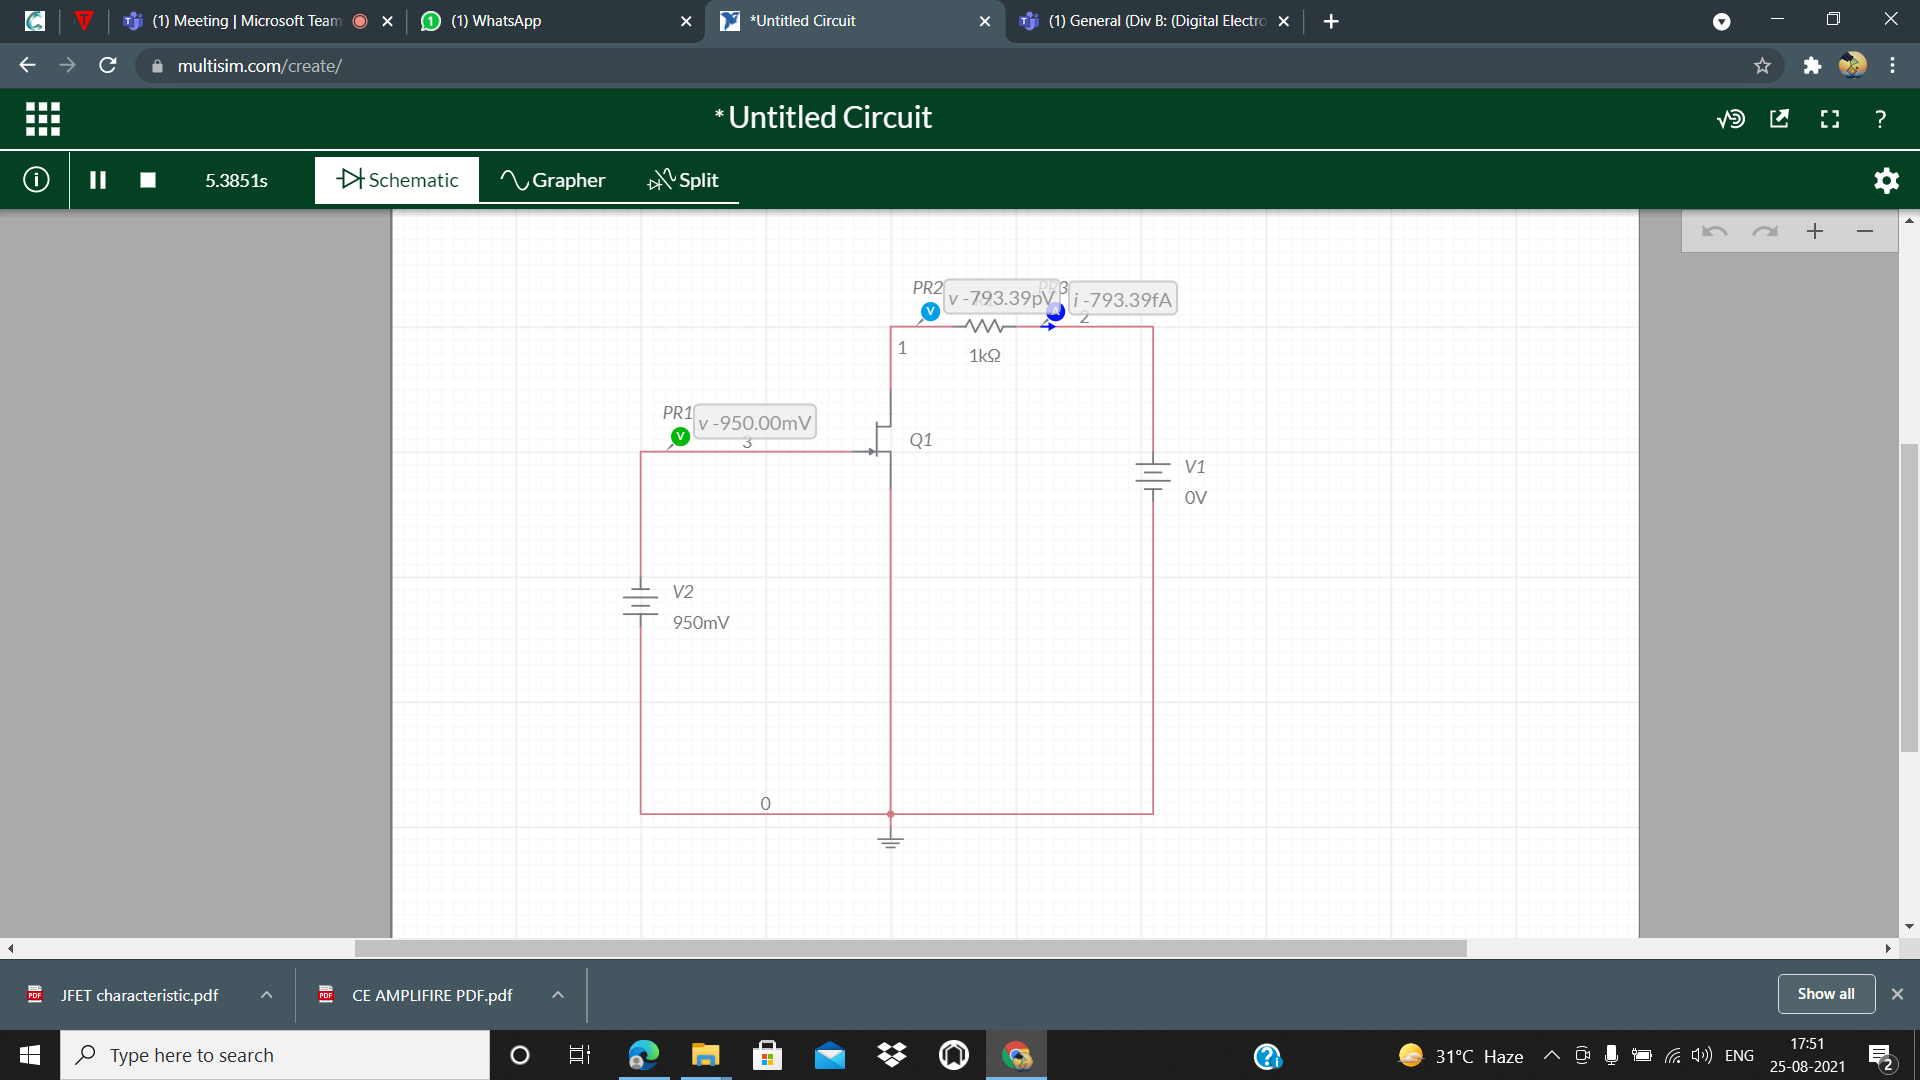 (1) Meeting | Microsoft Team
(1) WhatsApp
*Untitled Circuit
(1) General (Div B: (Digital Electro
multisim.com/create/
*Untitled Circuit
5.3851s
Schematic
Grapher
Split
PR2
v -793.39pV
PR3
i -793.39fA
2
1
1kΩ
PR1
v -950.00mV
3
Q1
V1
0V
V2
950mV
0
JFET characteristic.pdf
CE AMPLIFIRE PDF.pdf
Show all
Type here to search
31°C Haze
ENG
17:51
25-08-2021
2